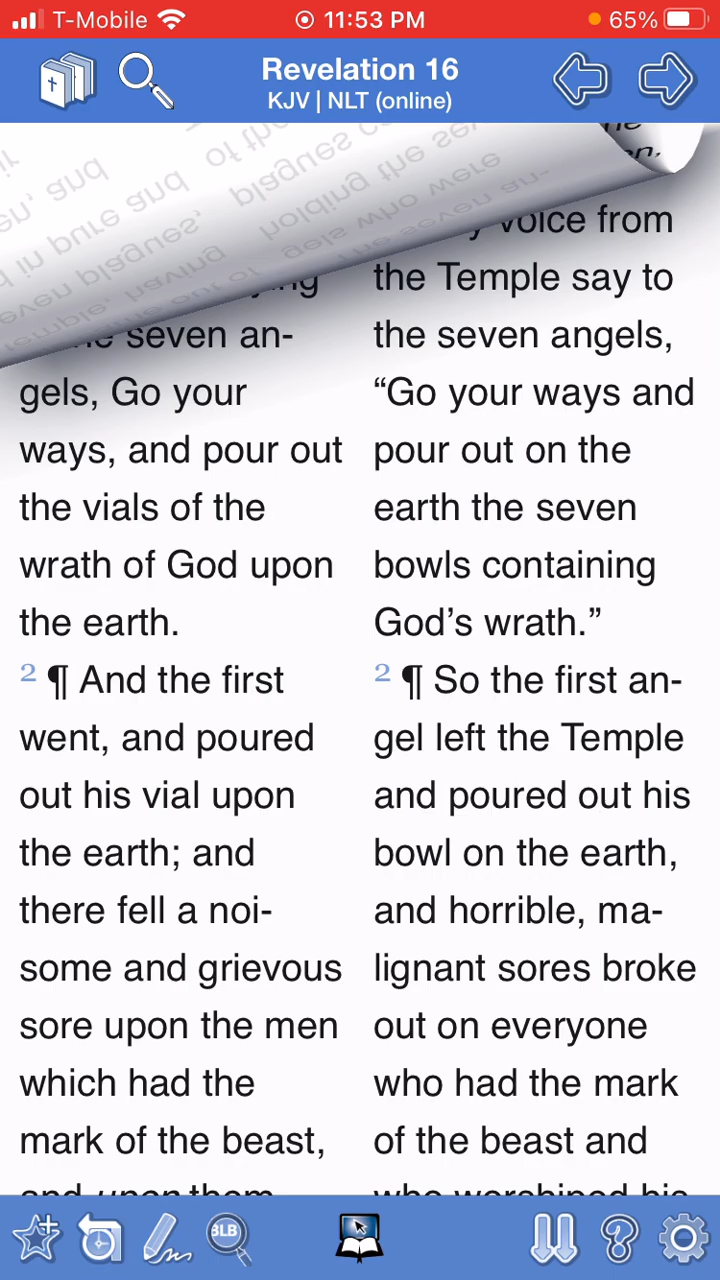 T-Mobile
11:53 PM
65%
Revelation 16
KJV | NLT (online)
voice from
the Temple say to
the seven angels,
“Go your ways and
pour out on the
earth the seven
bowls containing
God’s wrath.”
2 ¶ So the first an-
gel left the Temple
and poured out his
bowl on the earth,
and horrible, ma-
lignant sores broke
out on everyone
who had the mark
of the beast and
who worshiped his
seven an-
gels, Go your
ways, and pour out
the vials of the
wrath of God upon
the earth.
2 ¶ And the first
went, and poured
out his vial upon
the earth; and
there fell a noi-
some and grievous
sore upon the men
which had the
mark of the beast,
and upon them
BLB